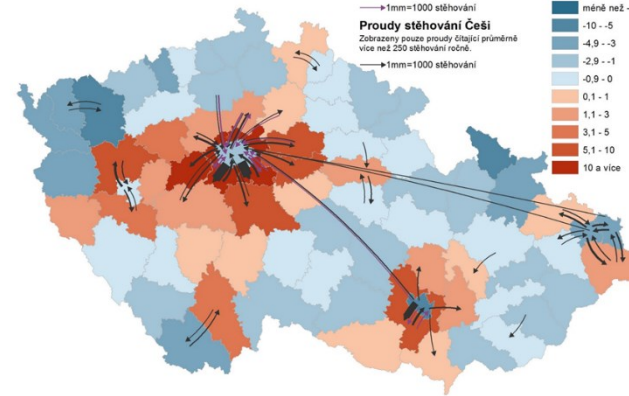 1mm=1000 stěhování
Proudy stěhování Češi
Zobrazeny pouze proudy čítající průměrně
více než 250 stěhování ročně.
1mm=1000 stěhování
méně než -
-10 - -5
-4,9 - -3
-2,9 - -1
-0,9 - 0
0,1 - 1
1,1 - 3
3,1 - 5
5,1 - 10
10 a více